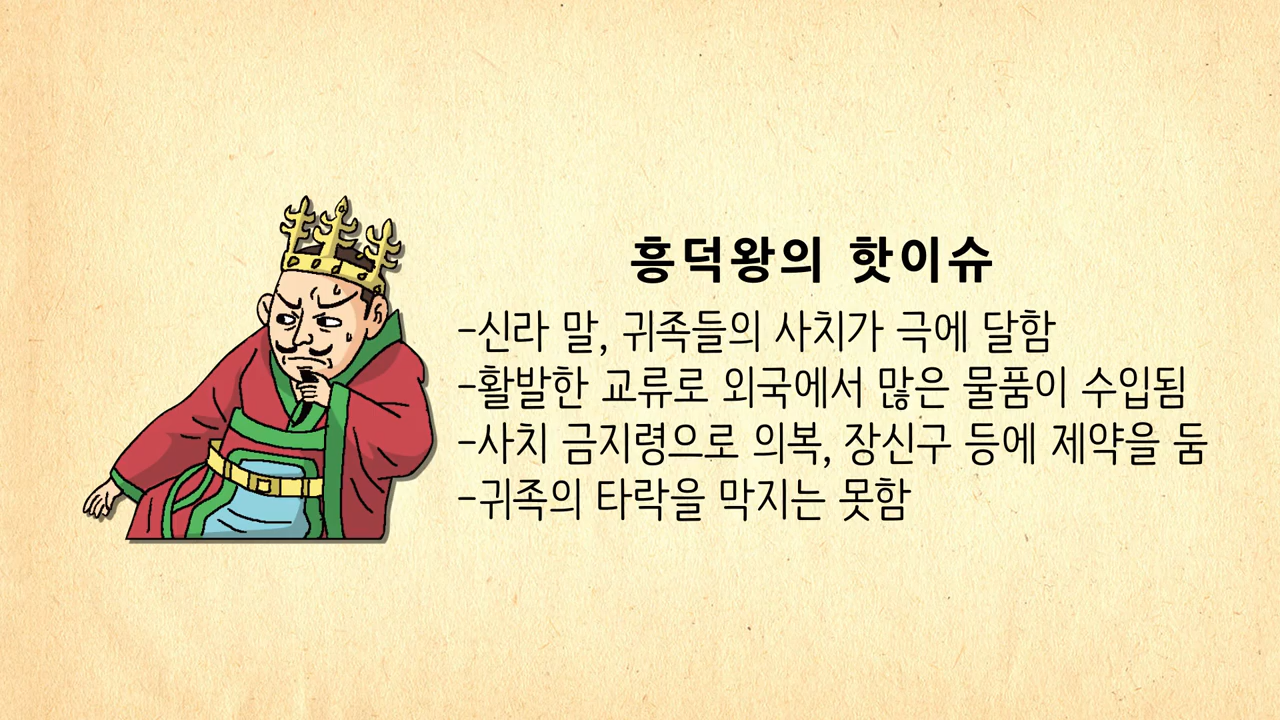 흥덕왕의 핫이슈
-신라 말, 귀족들의 사치가 극에 달함
-활발한 교류로 외국에서 많은 물품이 수입됨
-사치 금지령으로 의복, 장신구 등에 제약을 둠
-귀족의 타락을 막지는 못함